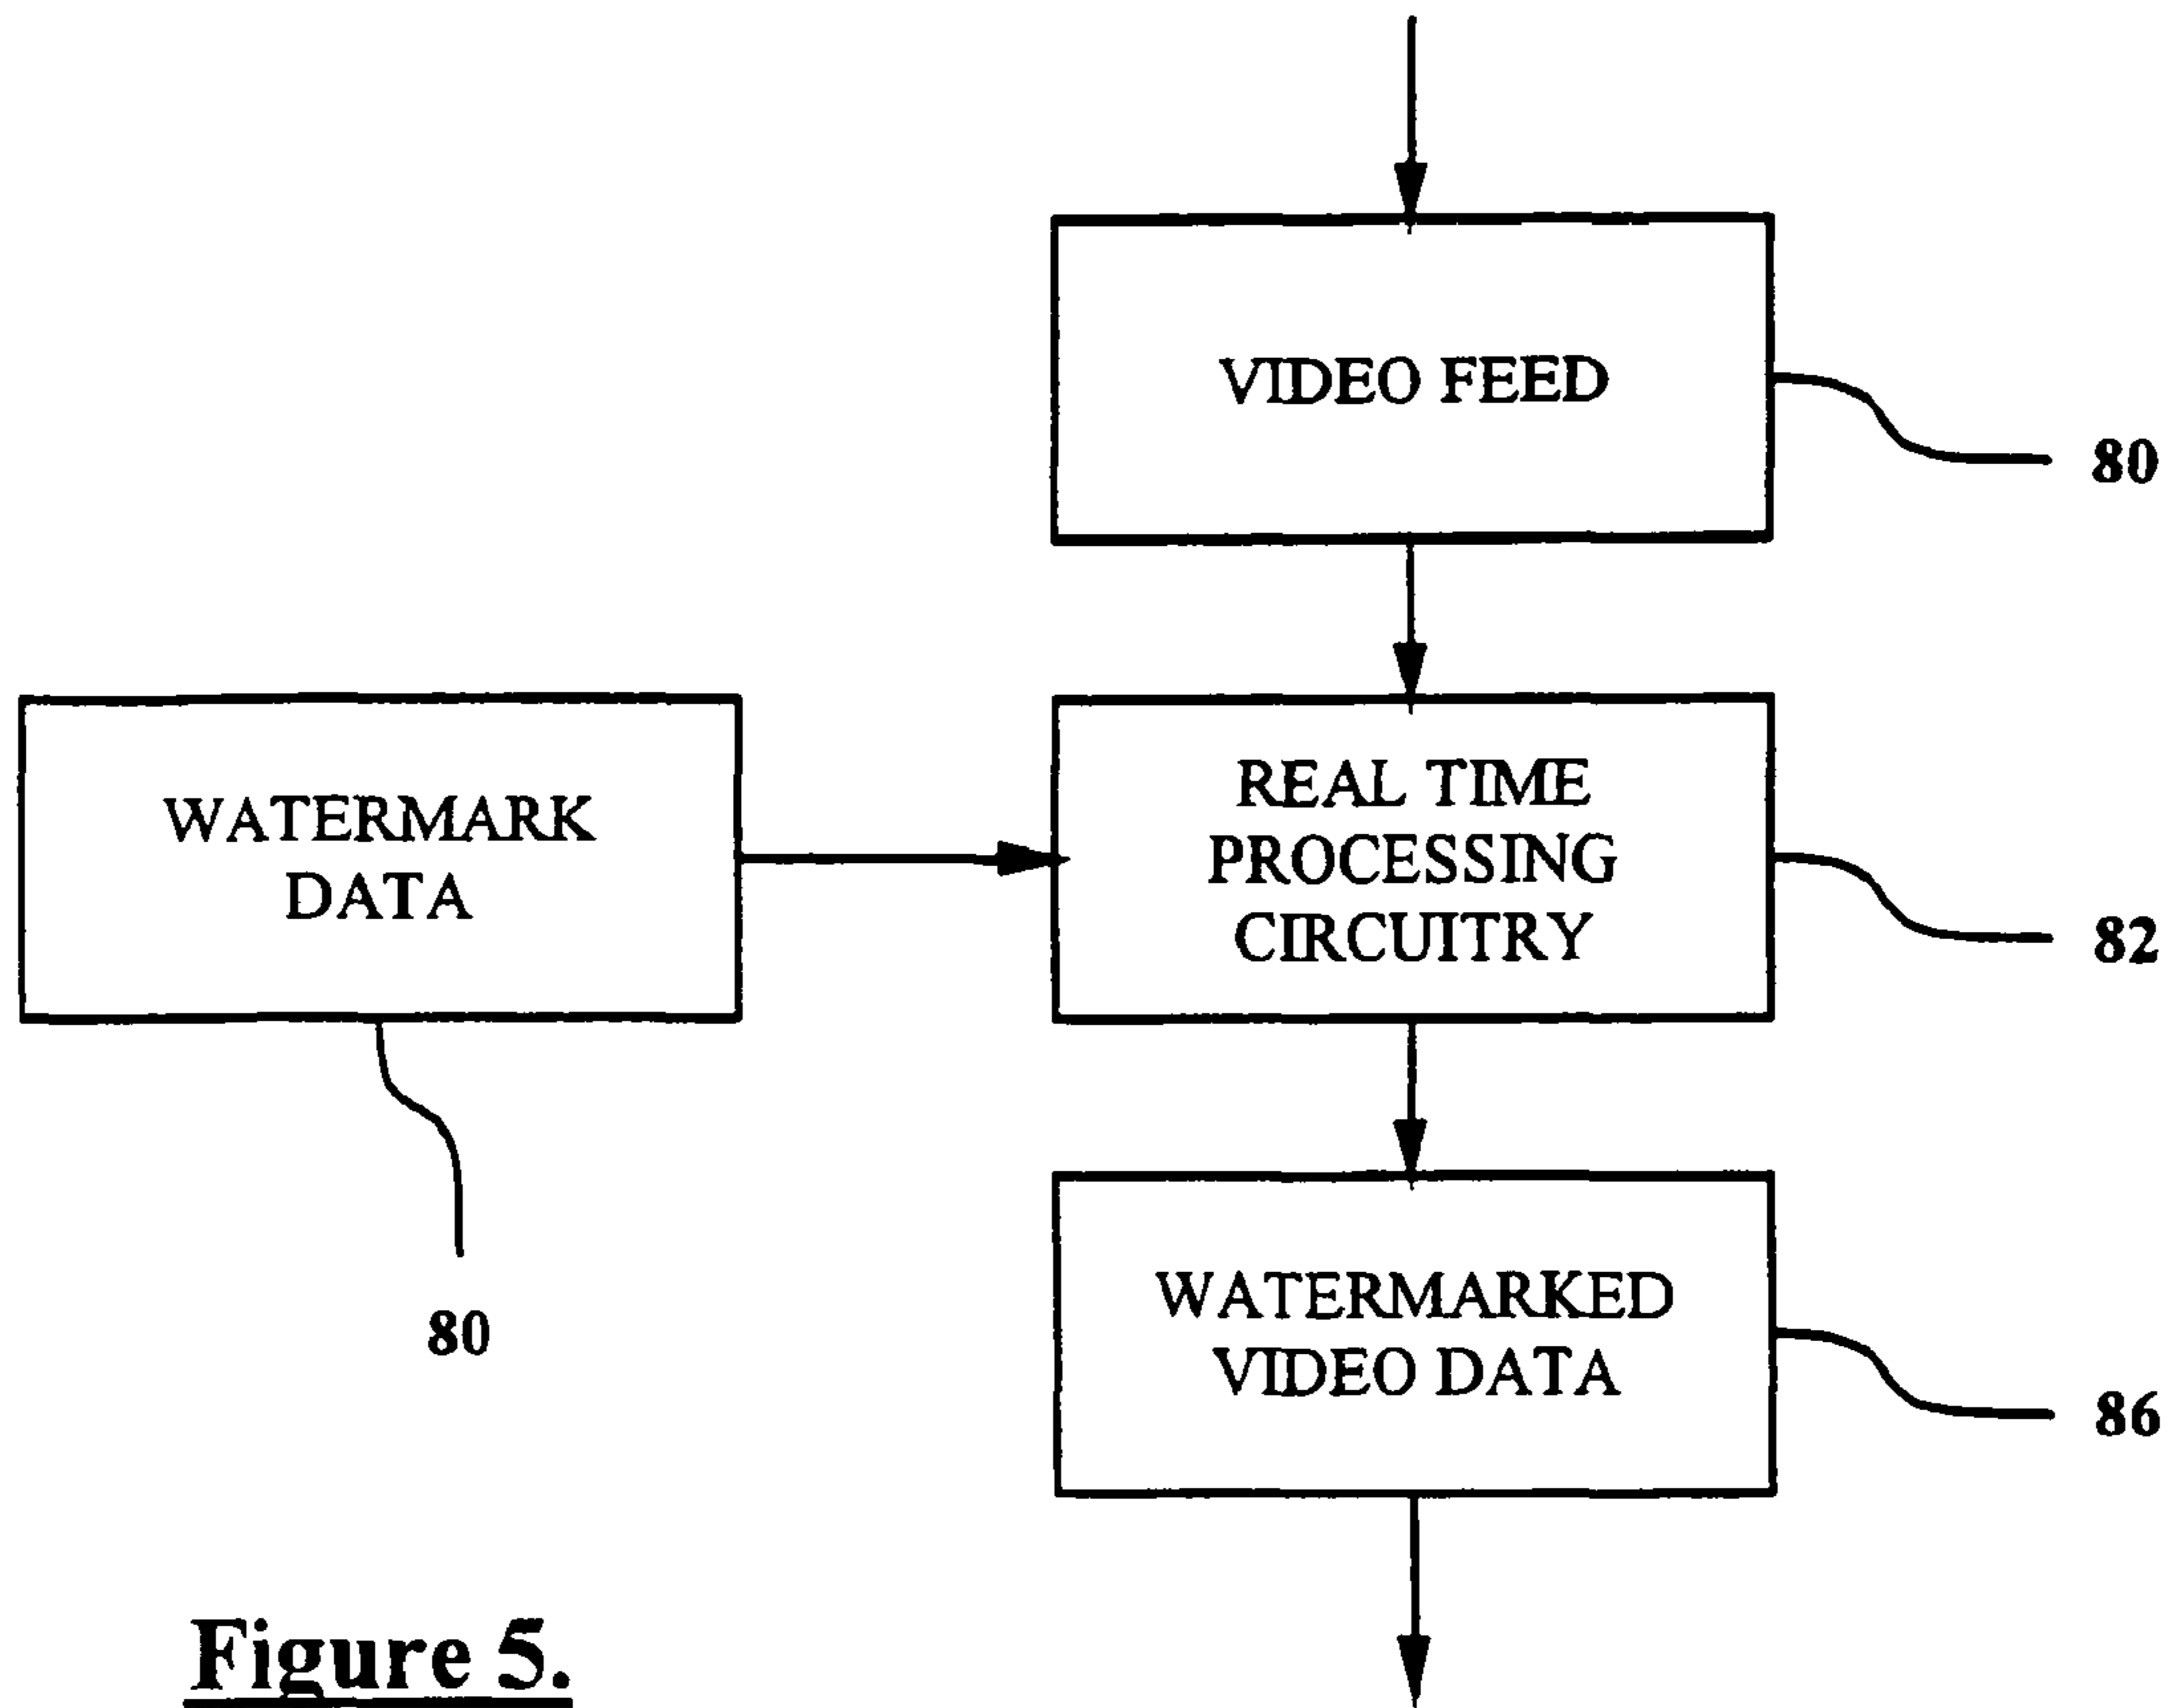 VIDEO FEED
80
WATERMARK
DATA
80
REAL TIME
PROCESSING
CIRCUITRY
82
WATERMARKED
VIDEO DATA
86
Figure 5.